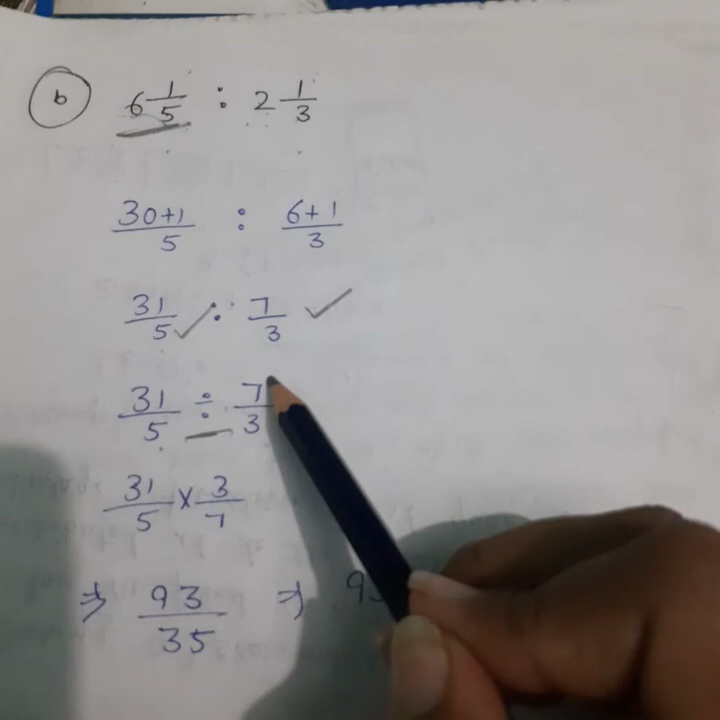 b 6 1/5 : 2 1/3
30+1/5 : 6+1/3
31/5 : 7/3
31/5 ÷ 7/3
31/5 × 3/7
⇒ 93/35 ⇒ 9